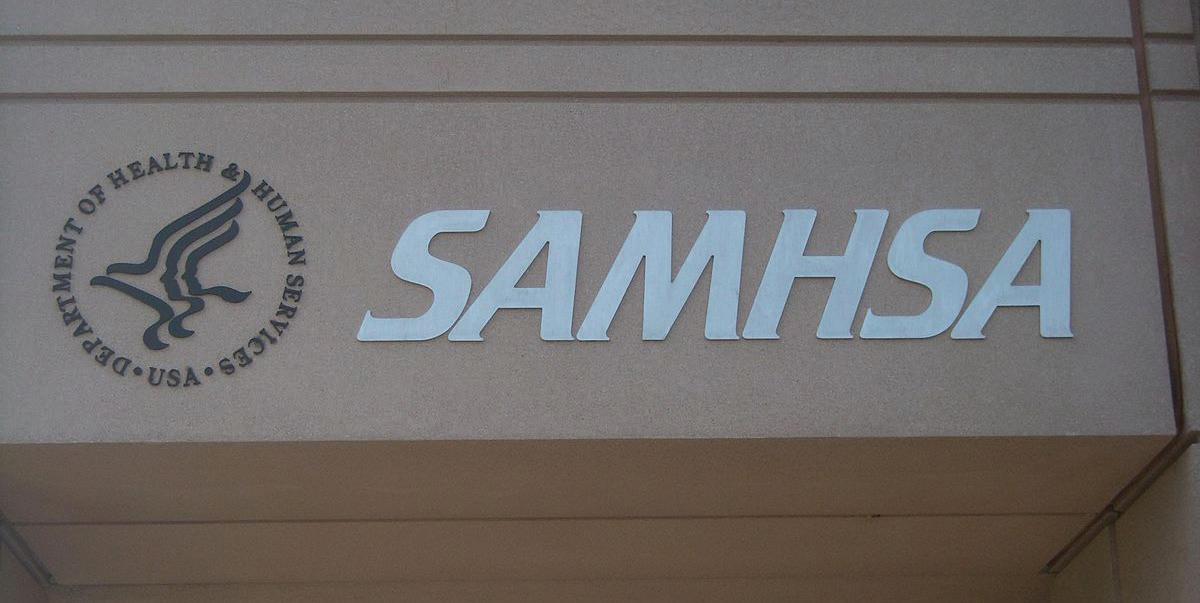 DEPARTMENT OF HEALTH & HUMAN SERVICES • USA •
SAMHSA